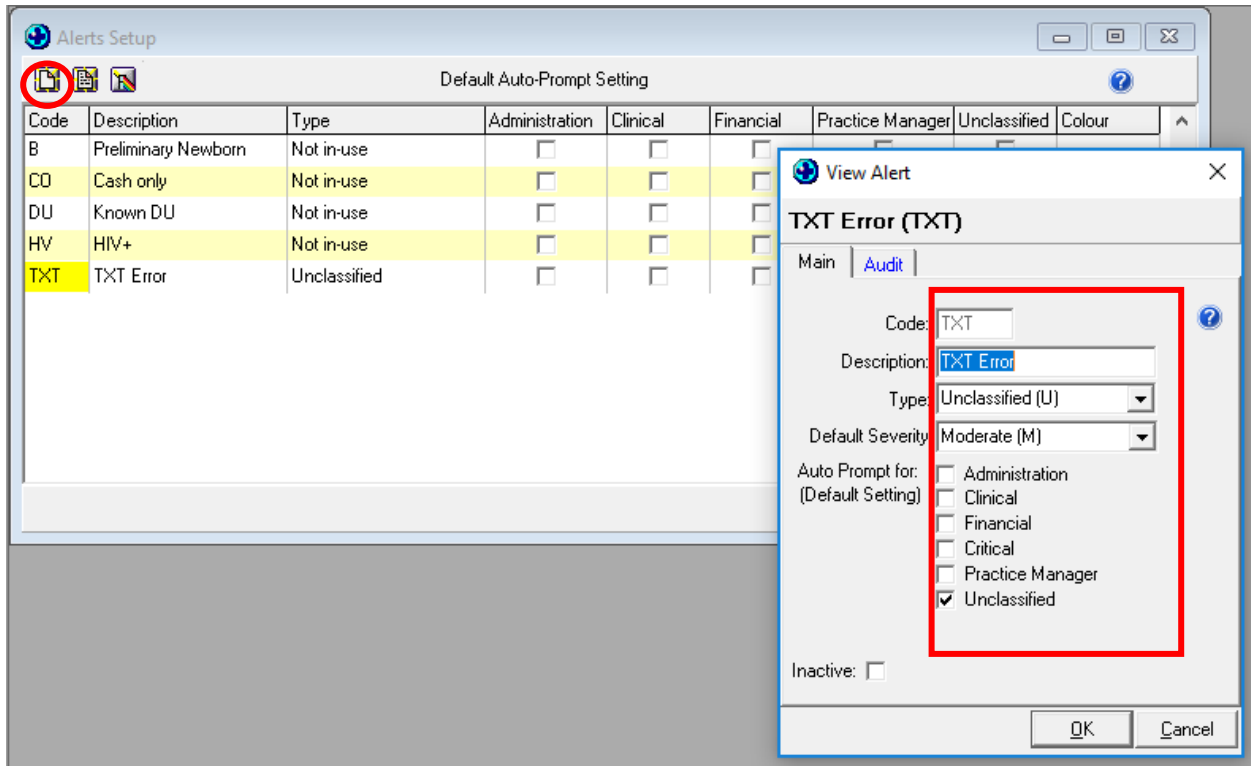 Alerts Setup
Default Auto-Prompt Setting
Code Description Type Administration Clinical Financial Practice Manager Unclassified Colour
B Preliminary Newborn Not in-use
CO Cash only Not in-use
DU Known DU Not in-use
HV HIV+ Not in-use
TXT TXT Error Unclassified
View Alert
TXT Error (TXT)
Main Audit
Code: TXT
Description: TXT Error
Type: Unclassified (U)
Default Severity Moderate (M)
Auto Prompt for: Administration
(Default Setting) Clinical
Financial
Critical
Practice Manager
Unclassified
Inactive:
OK Cancel